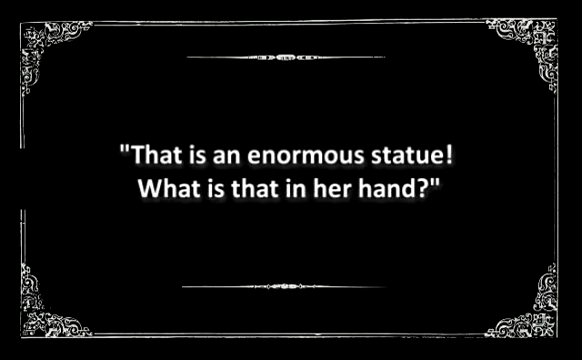 "That is an enormous statue!
What is that in her hand?"